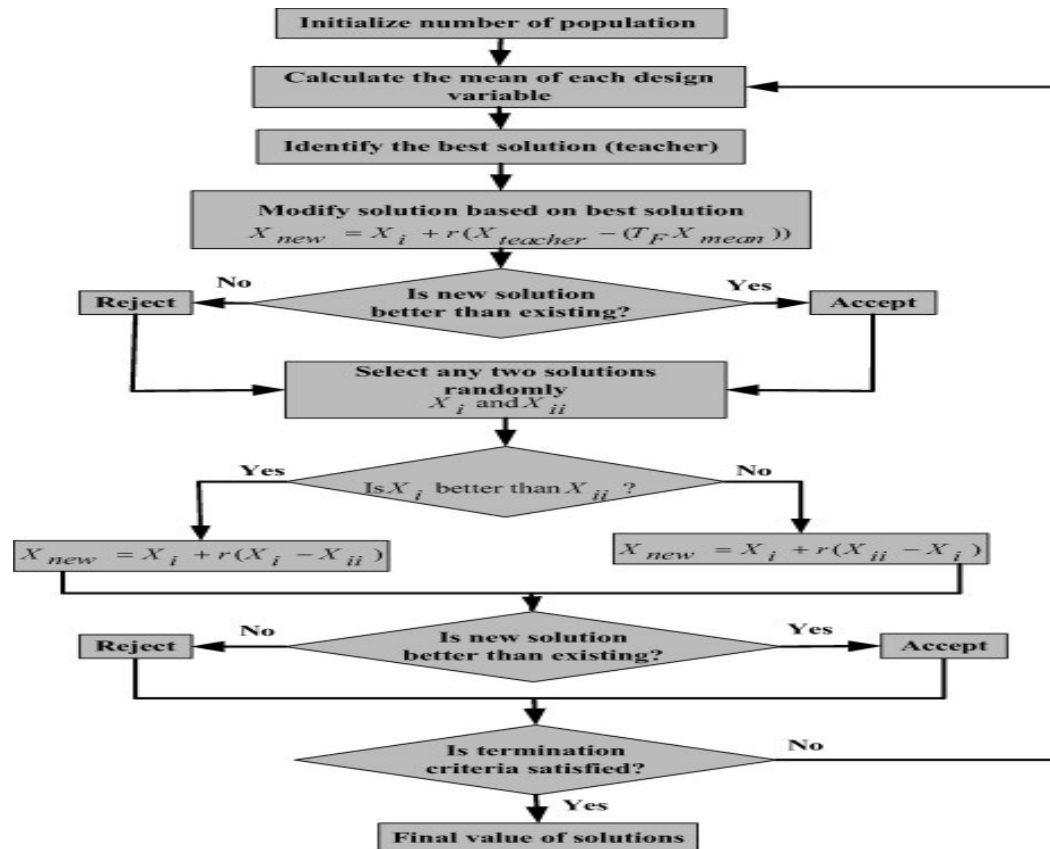 Initialize number of population
Calculate the mean of each design
variable
Identify the best solution (teacher)
Modify solution based on best solution
X new = X i + r(X teacher − (T F X mean))
No
Yes
Reject
Is new solution
better than existing?
Accept
Select any two solutions
randomly
X i and X ii
Yes
No
Is X i better than X ii ?
X new = X i + r(X i − X ii)
X new = X i + r(X ii − X i)
No
Yes
Reject
Is new solution
better than existing?
Accept
Is termination
criteria satisfied?
No
Yes
Final value of solutions